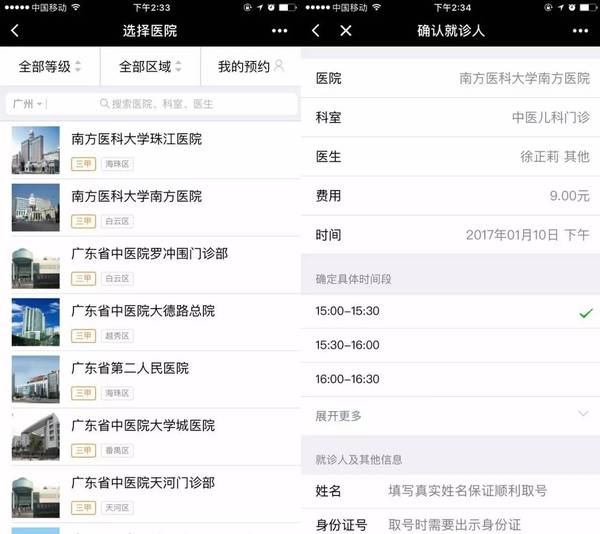 中国移动
下午2:33
选择医院
全部等级
全部区域
我的预约
广州
搜索医院、科室、医生
南方医科大学珠江医院
三甲 海珠区
南方医科大学南方医院
三甲 白云区
广东省中医院罗冲围门诊部
三甲 白云区
广东省中医院大德路总院
三甲 越秀区
广东省第二人民医院
三甲 海珠区
广东省中医院大学城医院
三甲 番禺区
广东省中医院天河门诊部
三甲 天河区
中国移动
下午2:34
确认就诊人
医院 南方医科大学南方医院
科室 中医儿科门诊
医生 徐正莉 其他
费用 9.00元
时间 2017年01月10日 下午
确定具体时间段
15:00-15:30
15:30-16:00
16:00-16:30
展开更多
就诊人及其他信息
姓名 填写真实姓名保证顺利取号
身份证号 取号时需要出示身份证